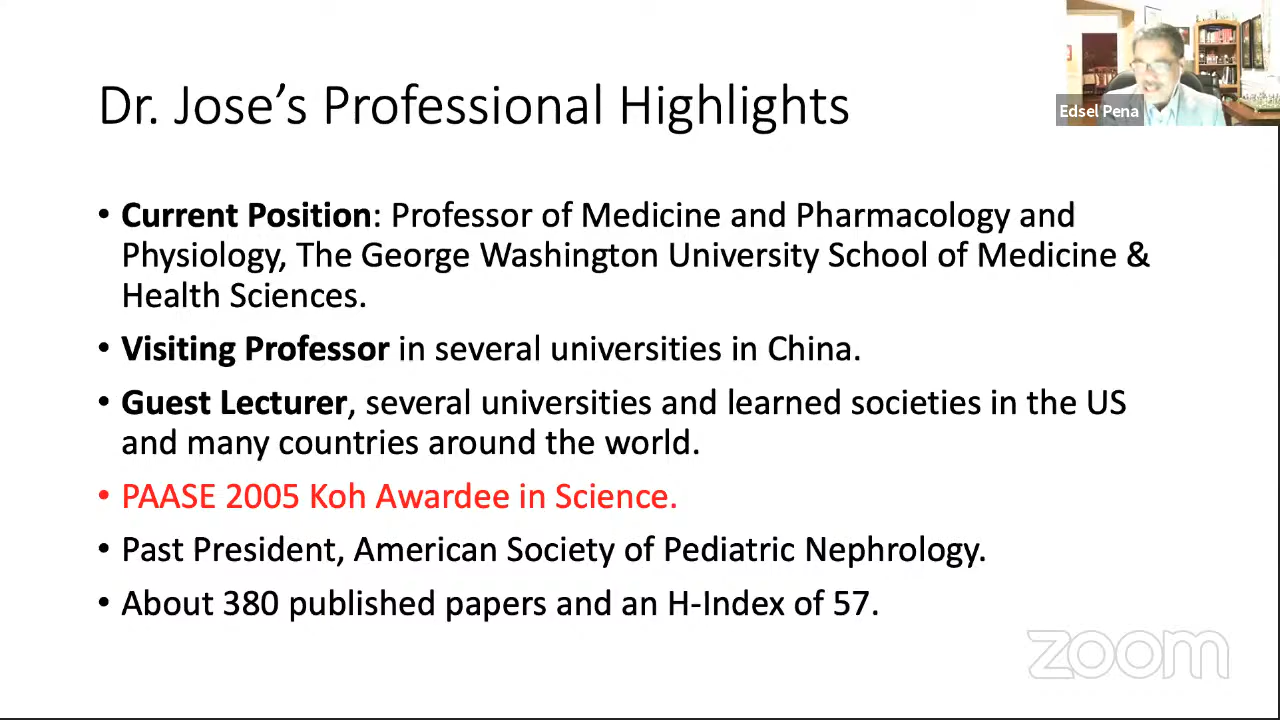 Dr. Jose’s Professional Highlights
Edsel Pena
• Current Position: Professor of Medicine and Pharmacology and
Physiology, The George Washington University School of Medicine &
Health Sciences.
• Visiting Professor in several universities in China.
• Guest Lecturer, several universities and learned societies in the US
and many countries around the world.
• PAASE 2005 Koh Awardee in Science.
• Past President, American Society of Pediatric Nephrology.
• About 380 published papers and an H-Index of 57.
zoom